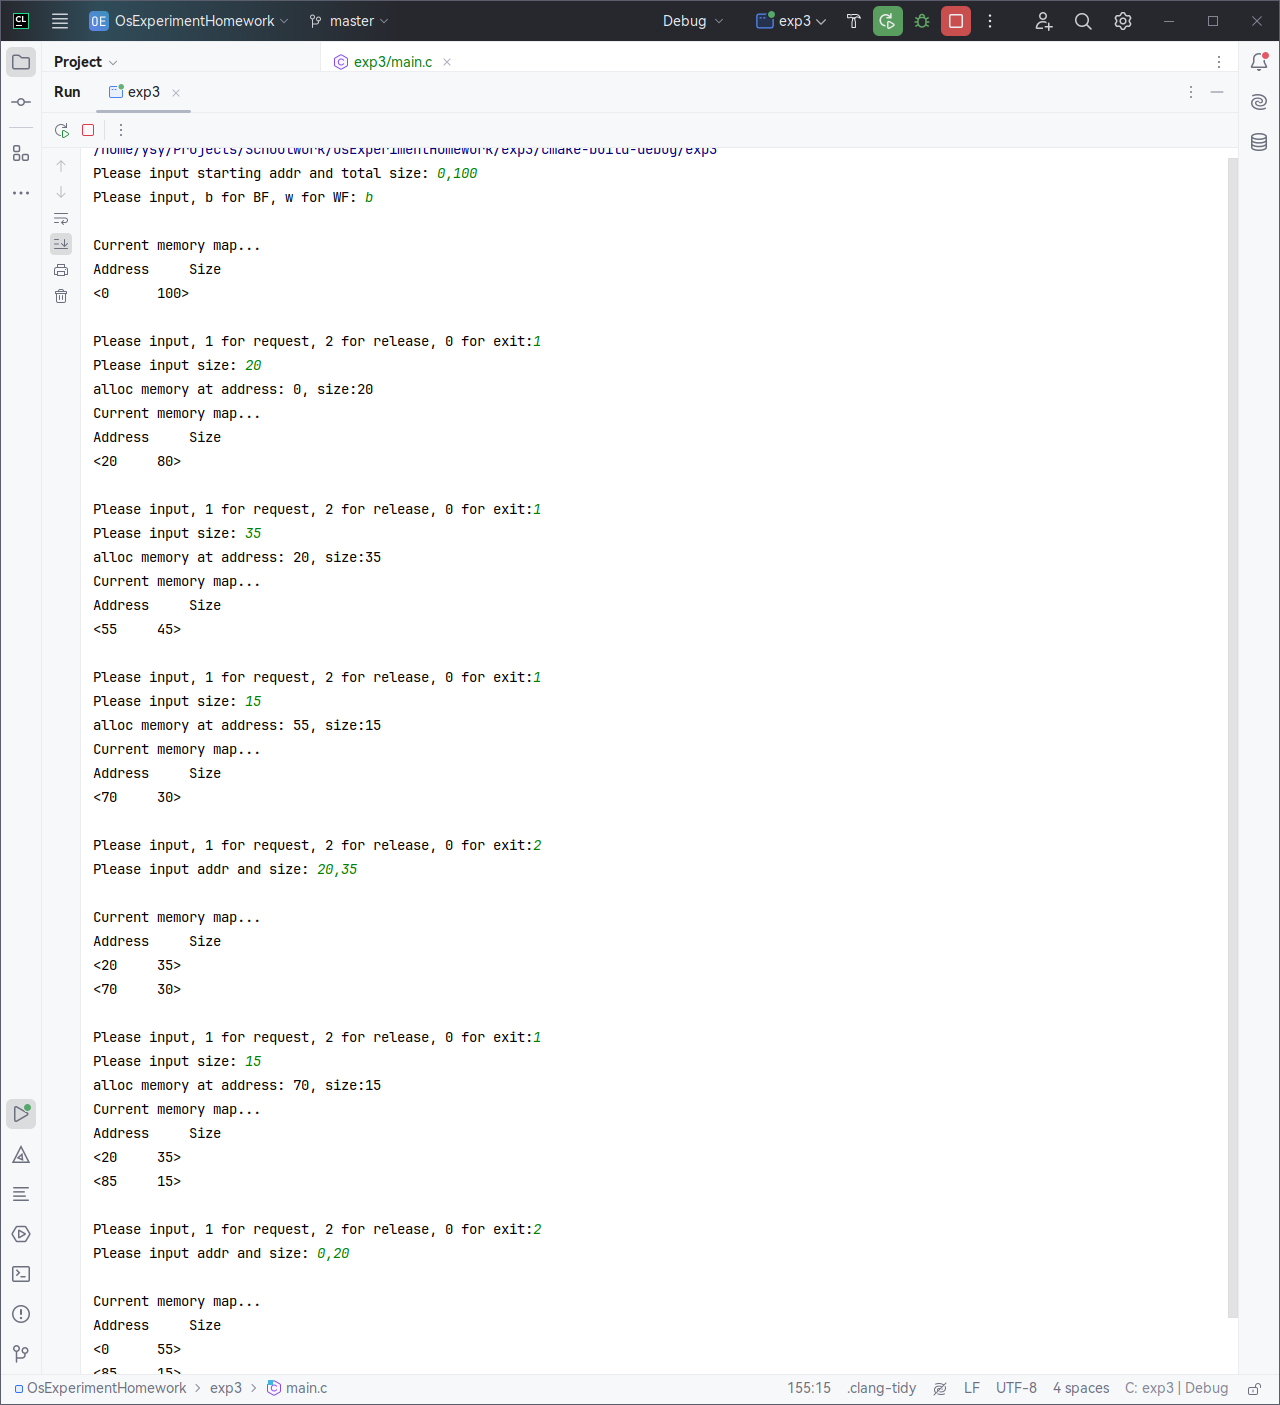 CL OE OsExperimentHomework master Debug exp3
Project exp3/main.c
Run exp3
/home/ysy/Projects/SchoolWork/OsExperimentHomework/exp3/cmake-build-debug/exp3
Please input starting addr and total size: 0,100
Please input, b for BF, w for WF: b
Current memory map...
Address     Size
<0      100>
Please input, 1 for request, 2 for release, 0 for exit:1
Please input size: 20
alloc memory at address: 0, size:20
Current memory map...
Address     Size
<20     80>
Please input, 1 for request, 2 for release, 0 for exit:1
Please input size: 35
alloc memory at address: 20, size:35
Current memory map...
Address     Size
<55     45>
Please input, 1 for request, 2 for release, 0 for exit:1
Please input size: 15
alloc memory at address: 55, size:15
Current memory map...
Address     Size
<70     30>
Please input, 1 for request, 2 for release, 0 for exit:2
Please input addr and size: 20,35
Current memory map...
Address     Size
<20     35>
<70     30>
Please input, 1 for request, 2 for release, 0 for exit:1
Please input size: 15
alloc memory at address: 70, size:15
Current memory map...
Address     Size
<20     35>
<85     15>
Please input, 1 for request, 2 for release, 0 for exit:2
Please input addr and size: 0,20
Current memory map...
Address     Size
<0      55>
<85     15>
OsExperimentHomework > exp3 > main.c 155:15 .clang-tidy LF UTF-8 4 spaces C: exp3 | Debug